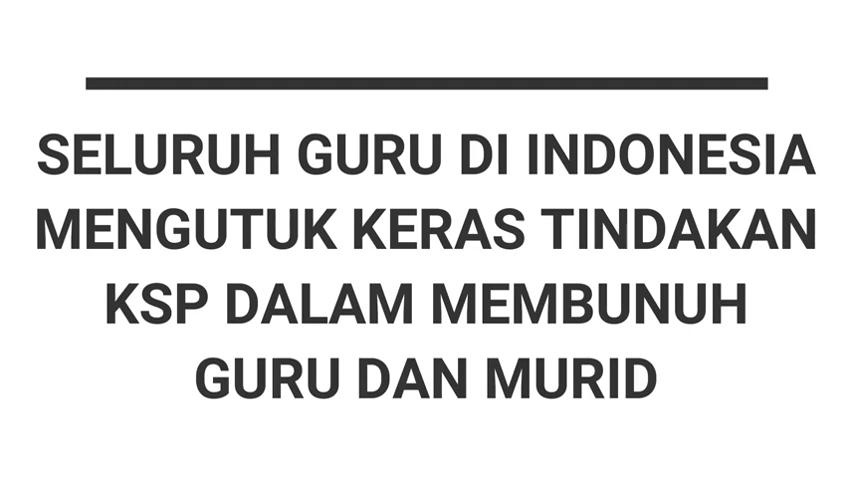 SELURUH GURU DI INDONESIA
MENGUTUK KERAS TINDAKAN
KSP DALAM MEMBUNUH
GURU DAN MURID